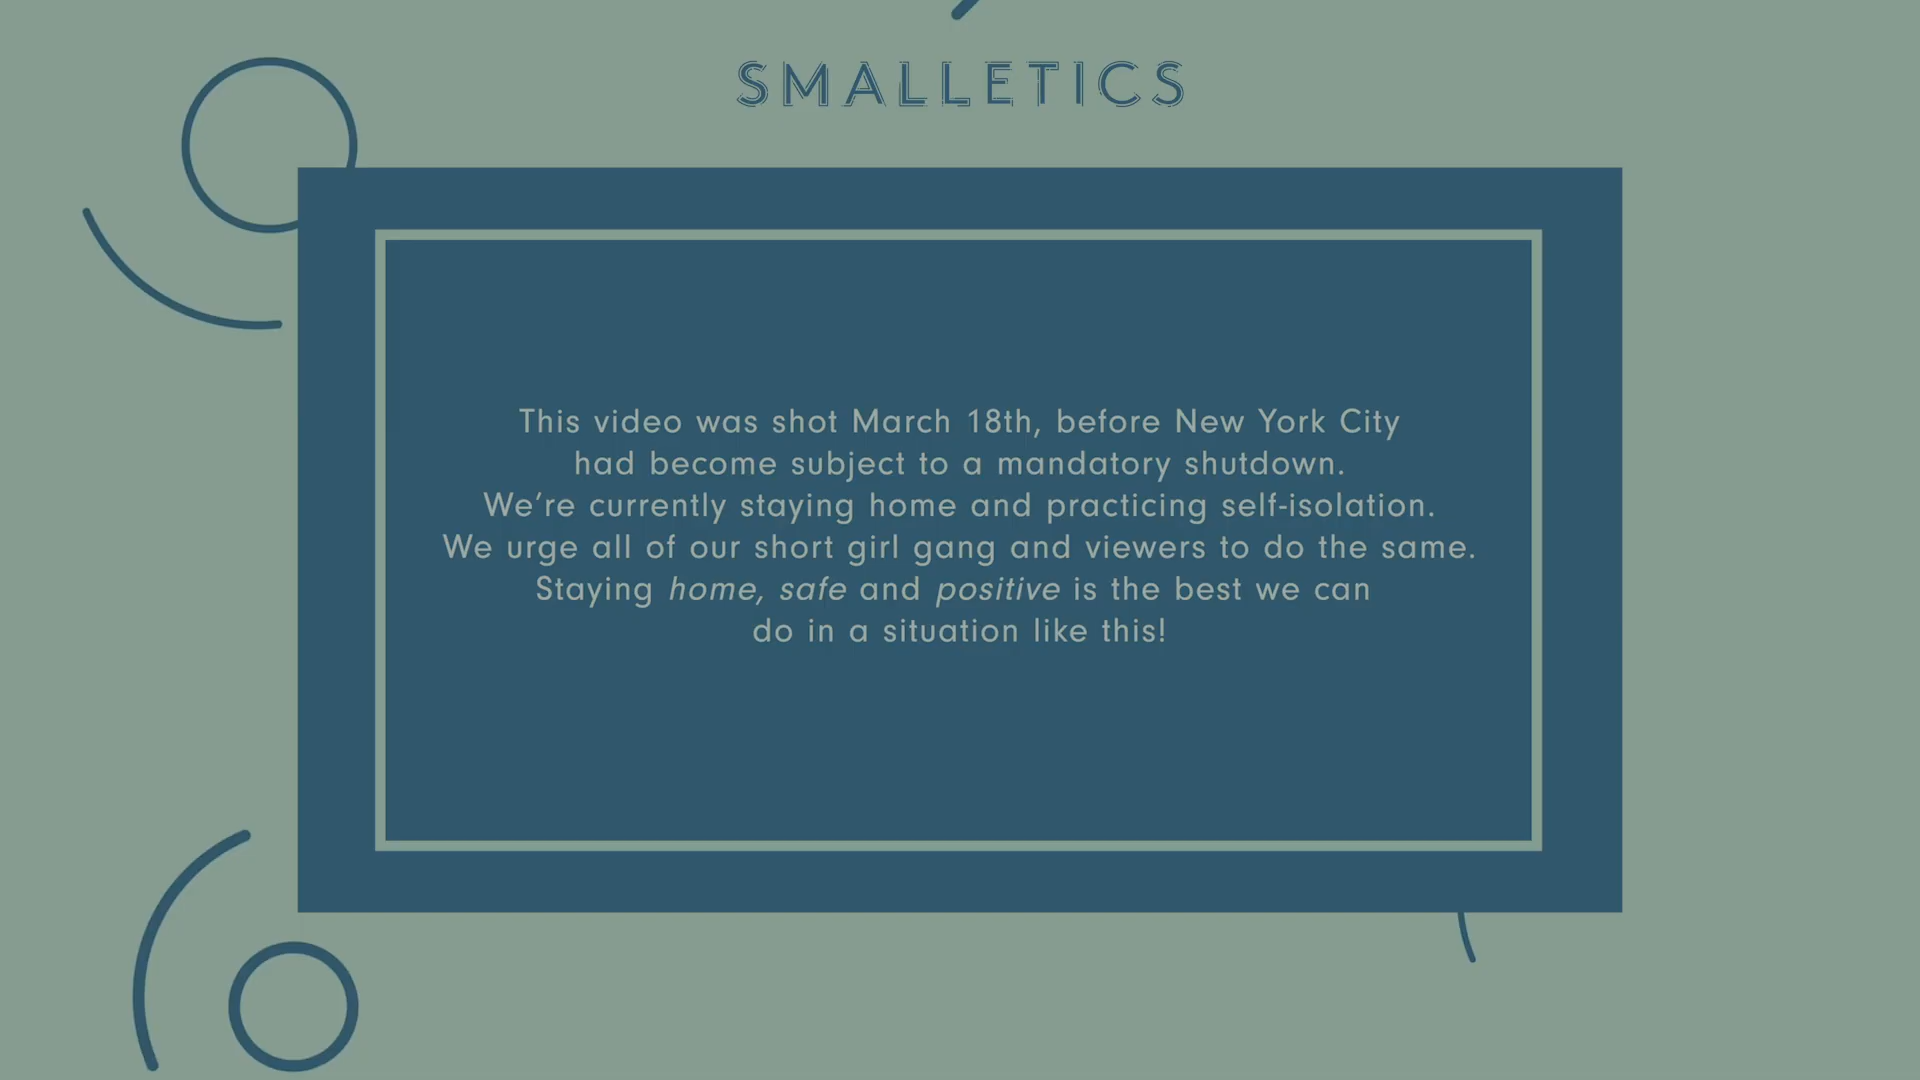 SMALLETICS
This video was shot March 18th, before New York City
had become subject to a mandatory shutdown.
We’re currently staying home and practicing self-isolation.
We urge all of our short girl gang and viewers to do the same.
Staying home, safe and positive is the best we can
do in a situation like this!